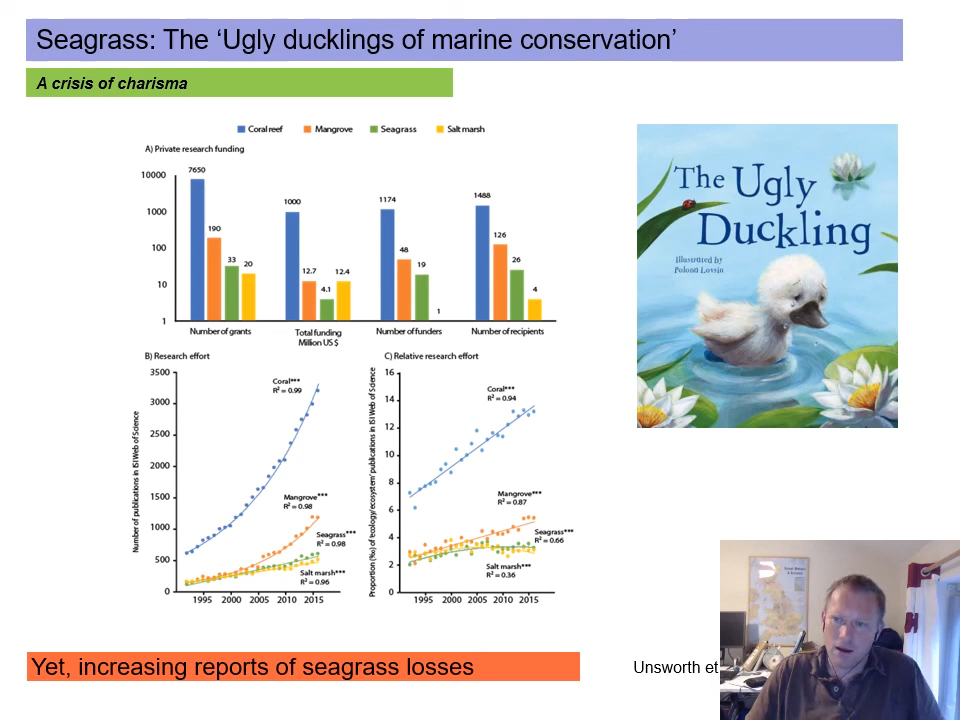 Seagrass: The ‘Ugly ducklings of marine conservation’
A crisis of charisma
Coral reef Mangrove Seagrass Salt marsh
A) Private research funding
10000
1000
100
10
1
7650
190
33
20
1000
12.7
4.1
12.4
1174
48
19
1
1488
126
26
4
Number of grants
Total funding
Million US $
Number of funders
Number of recipients
B) Research effort
Number of publications in ISI Web of Science
3500
3000
2500
2000
1500
1000
500
0
1995 2000 2005 2010 2015
Coral***
R² = 0.99
Mangrove***
R² = 0.98
Seagrass***
R² = 0.98
Salt marsh***
R² = 0.96
C) Relative research effort
Proportion (‰) of 'ecology/ecosystem' publications in ISI Web of Science
16
14
12
10
8
6
4
2
0
1995 2000 2005 2010 2015
Coral***
R² = 0.94
Mangrove***
R² = 0.87
Seagrass***
R² = 0.66
Salt marsh***
R² = 0.36
The Ugly
Duckling
Illustrated by
Polona Lovsin
Yet, increasing reports of seagrass losses
Unsworth et